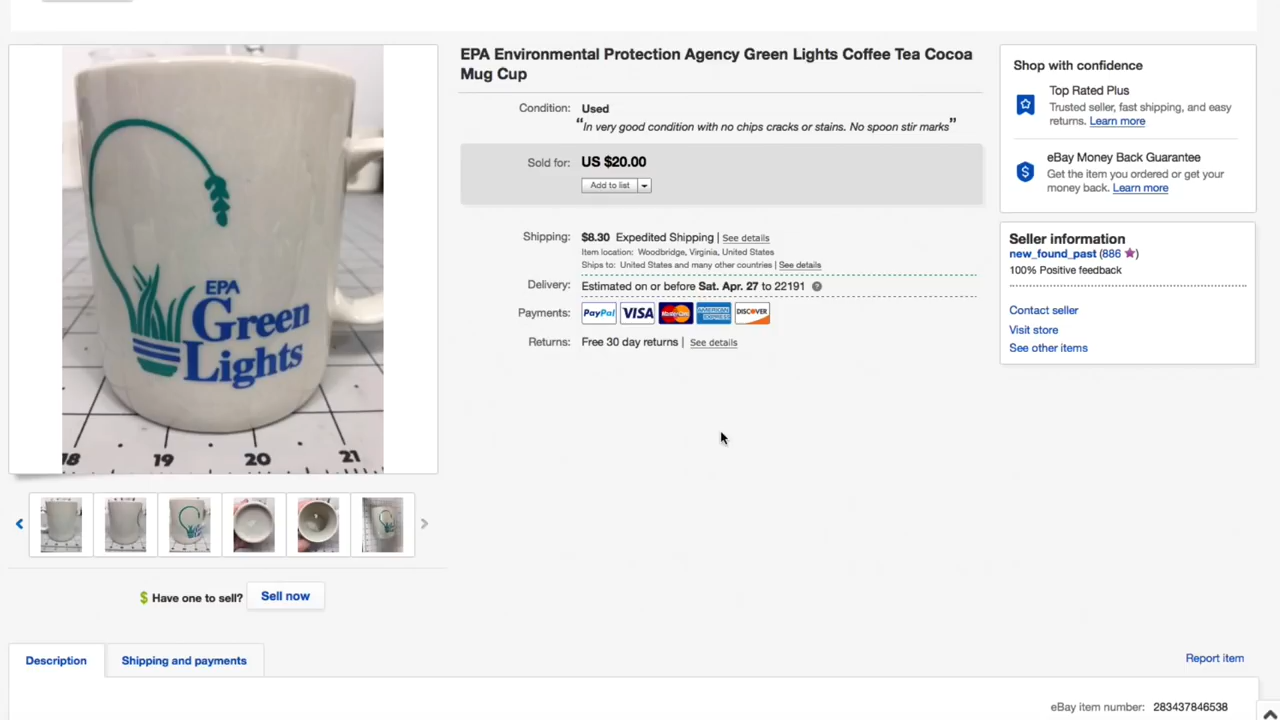 EPA Environmental Protection Agency Green Lights Coffee Tea Cocoa
Mug Cup
Condition: Used
“In very good condition with no chips cracks or stains. No spoon stir marks”
Sold for: US $20.00
Add to list
Shipping: $8.30 Expedited Shipping | See details
Item location: Woodbridge, Virginia, United States
Ships to: United States and many other countries | See details
Delivery: Estimated on or before Sat. Apr. 27 to 22191 ?
Payments: PayPal VISA MasterCard AMERICAN EXPRESS DISCOVER
Returns: Free 30 day returns | See details
Shop with confidence
Top Rated Plus
Trusted seller, fast shipping, and easy
returns. Learn more
eBay Money Back Guarantee
Get the item you ordered or get your
money back. Learn more
Seller information
new_found_past (886)
100% Positive feedback
Contact seller
Visit store
See other items
EPA
Green
Lights
18 19 20 21
$ Have one to sell? Sell now
Description
Shipping and payments
Report item
eBay item number: 283437846538